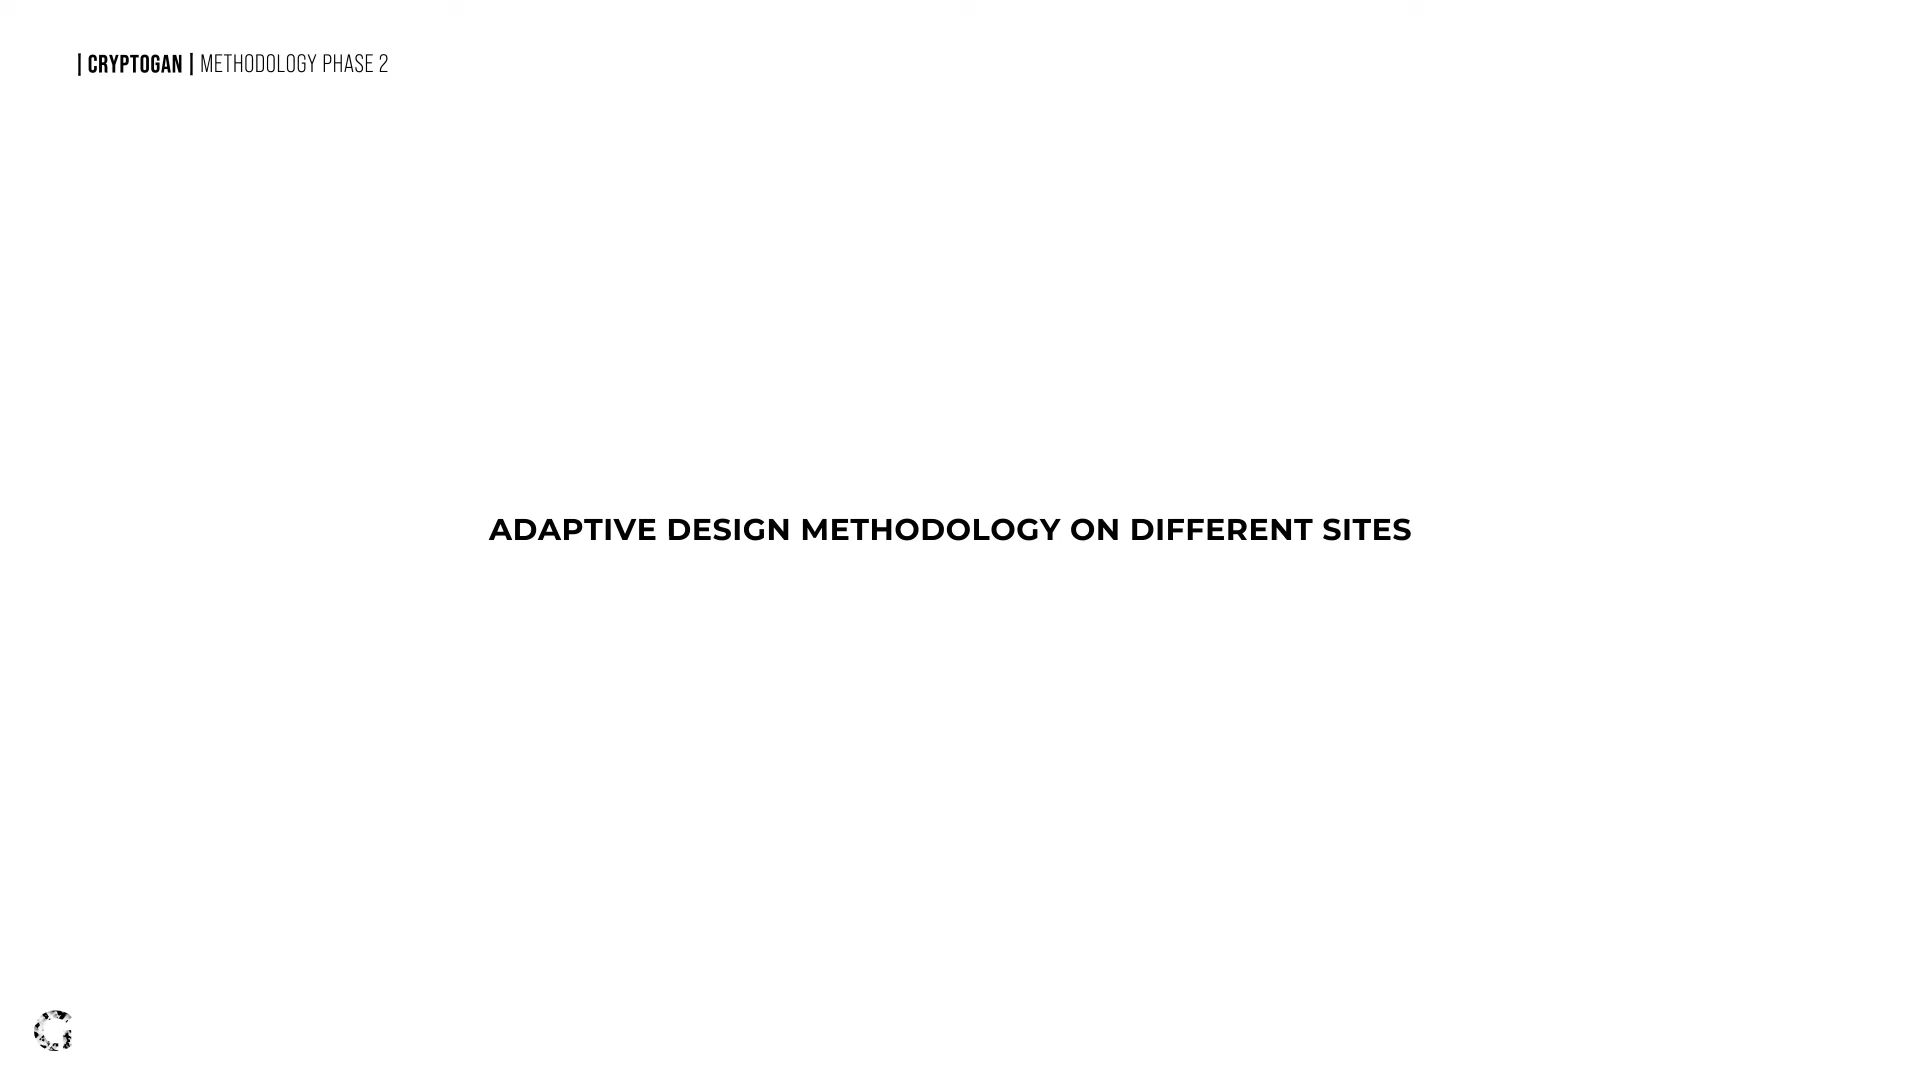 | CRYPTOGAN | METHODOLOGY PHASE 2
ADAPTIVE DESIGN METHODOLOGY ON DIFFERENT SITES
G